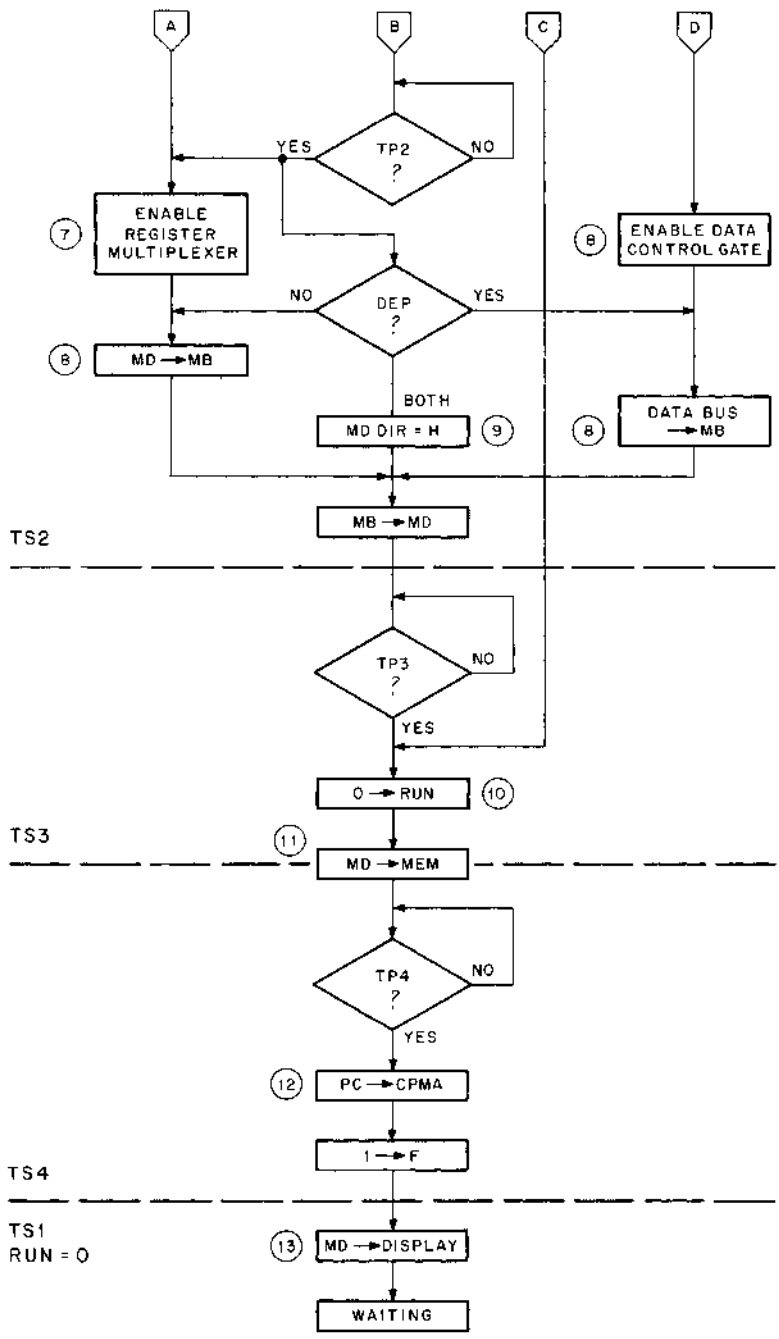 A
B
C
D
YES
TP2
?
NO
7
ENABLE
REGISTER
MULTIPLEXER
8
ENABLE DATA
CONTROL GATE
NO
DEP
?
YES
8
MD → MB
BOTH
MD DIR = H
9
8
DATA BUS
→ MB
MB → MD
TS2
TP3
?
NO
YES
0 → RUN
10
TS3
11
MD → MEM
TP4
?
NO
YES
12
PC → CPMA
1 → F
TS4
TS1
RUN = 0
13
MD → DISPLAY
WAITING